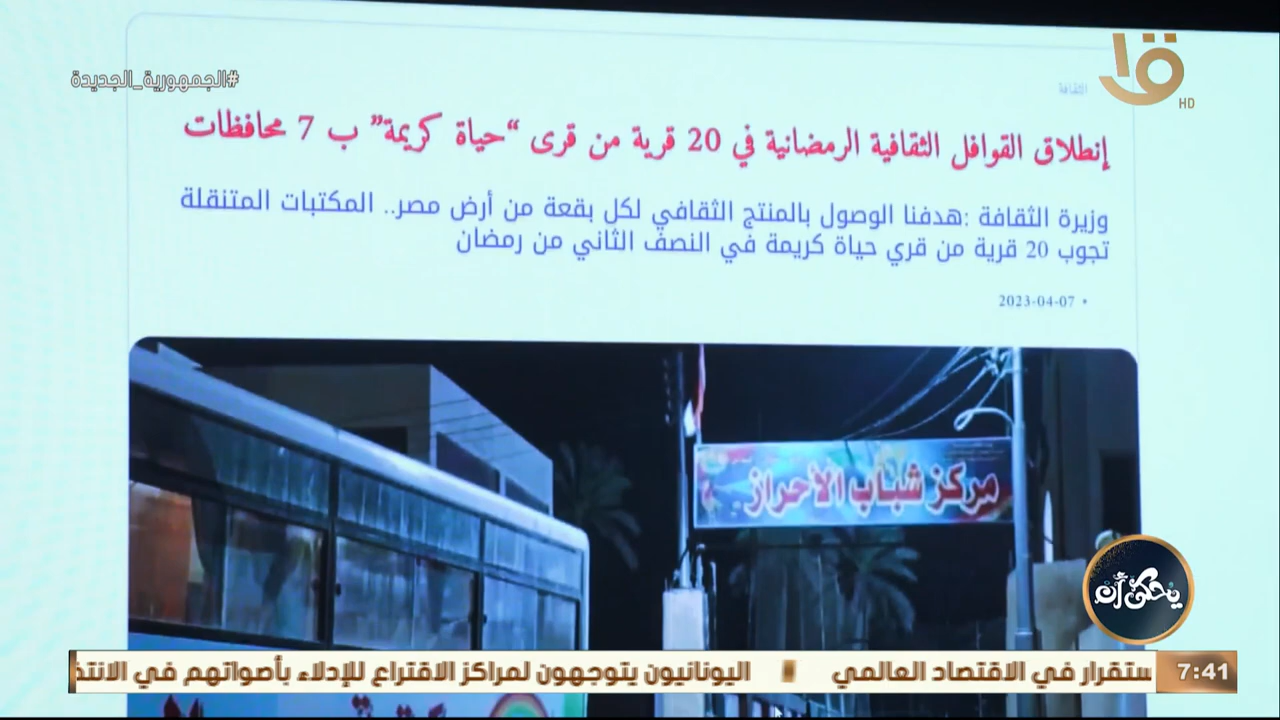 #الجمهورية_الجديدة
HD
الثقافة
إنطلاق القوافل الثقافية الرمضانية في 20 قرية من قرى “حياة كريمة” ب 7 محافظات
وزيرة الثقافة :هدفنا الوصول بالمنتج الثقافي لكل بقعة من أرض مصر.. المكتبات المتنقلة
تجوب 20 قرية من قري حياة كريمة في النصف الثاني من رمضان
• 2023-04-07
مركز شباب الأحراز
يحكى أن
7:41
ستقرار في الاقتصاد العالمي
اليونانيون يتوجهون لمراكز الاقتراع للإدلاء بأصواتهم في الانتخ